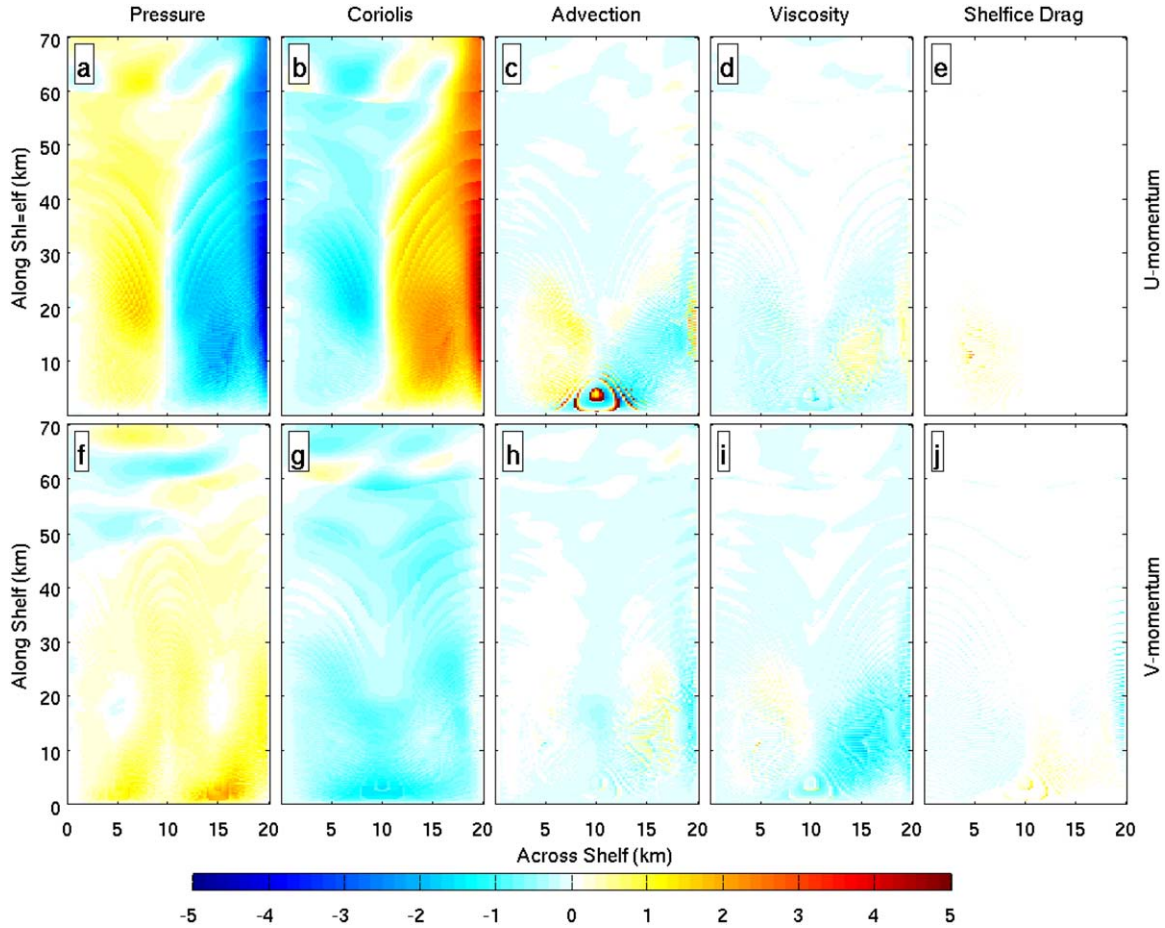 Pressure Coriolis Advection Viscosity Shelfice Drag
70 a b c d e
60
50
40
30
20
10
Along Shl=elf (km)
U-momentum
70 f g h i j
60
50
40
30
20
10
0
Along Shelf (km)
V-momentum
0 5 10 15 20 5 10 15 20 5 10 15 20 5 10 15 20 5 10 15 20
Across Shelf (km)
-5 -4 -3 -2 -1 0 1 2 3 4 5